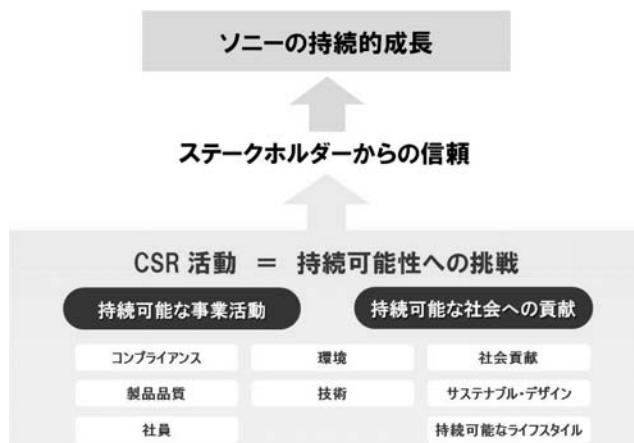 ソニーの持続的成長
ステークホルダーからの信頼
CSR 活動 ＝ 持続可能性への挑戦
持続可能な事業活動 持続可能な社会への貢献
コンプライアンス 環境 社会貢献
製品品質 技術 サステナブル・デザイン
社員 持続可能なライフスタイル